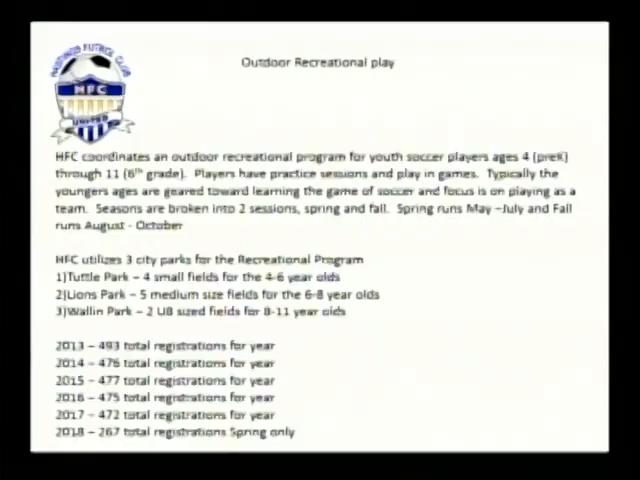 HASTINGS FUTBOL CLUB
HFC
UNITED
Outdoor Recreational play
HFC coordinates an outdoor recreational program for youth soccer players ages 4 (preK)
through 11 (6th grade). Players have practice sessions and play in games. Typically the
youngers ages are geared toward learning the game of soccer and focus is on playing as a
team. Seasons are broken into 2 sessions, spring and fall. Spring runs May –July and Fall
runs August - October
HFC utilizes 3 city parks for the Recreational Program
1)Tuttle Park – 4 small fields for the 4-6 year olds
2)Lions Park – 5 medium size fields for the 6-8 year olds
3)Wallin Park – 2 U8 sized fields for 8-11 year olds
2013 – 493 total registrations for year
2014 – 476 total registrations for year
2015 – 477 total registrations for year
2016 – 475 total registrations for year
2017 – 472 total registrations for year
2018 – 267 total registrations Spring only